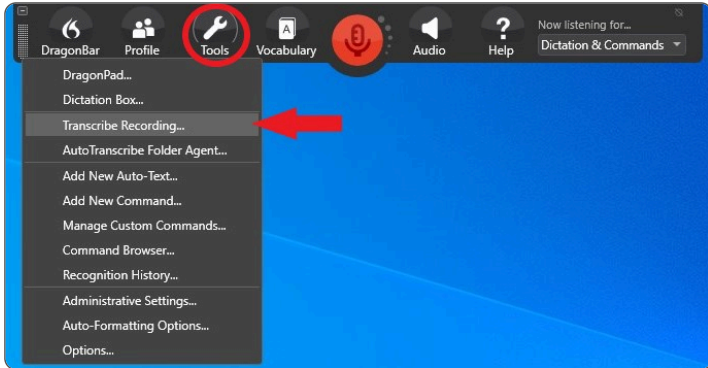 Now listening for...
DragonBar Profile Tools Vocabulary Audio Help Dictation & Commands
DragonPad...
Dictation Box...
Transcribe Recording...
AutoTranscribe Folder Agent...
Add New Auto-Text...
Add New Command...
Manage Custom Commands...
Command Browser...
Recognition History...
Administrative Settings...
Auto-Formatting Options...
Options...